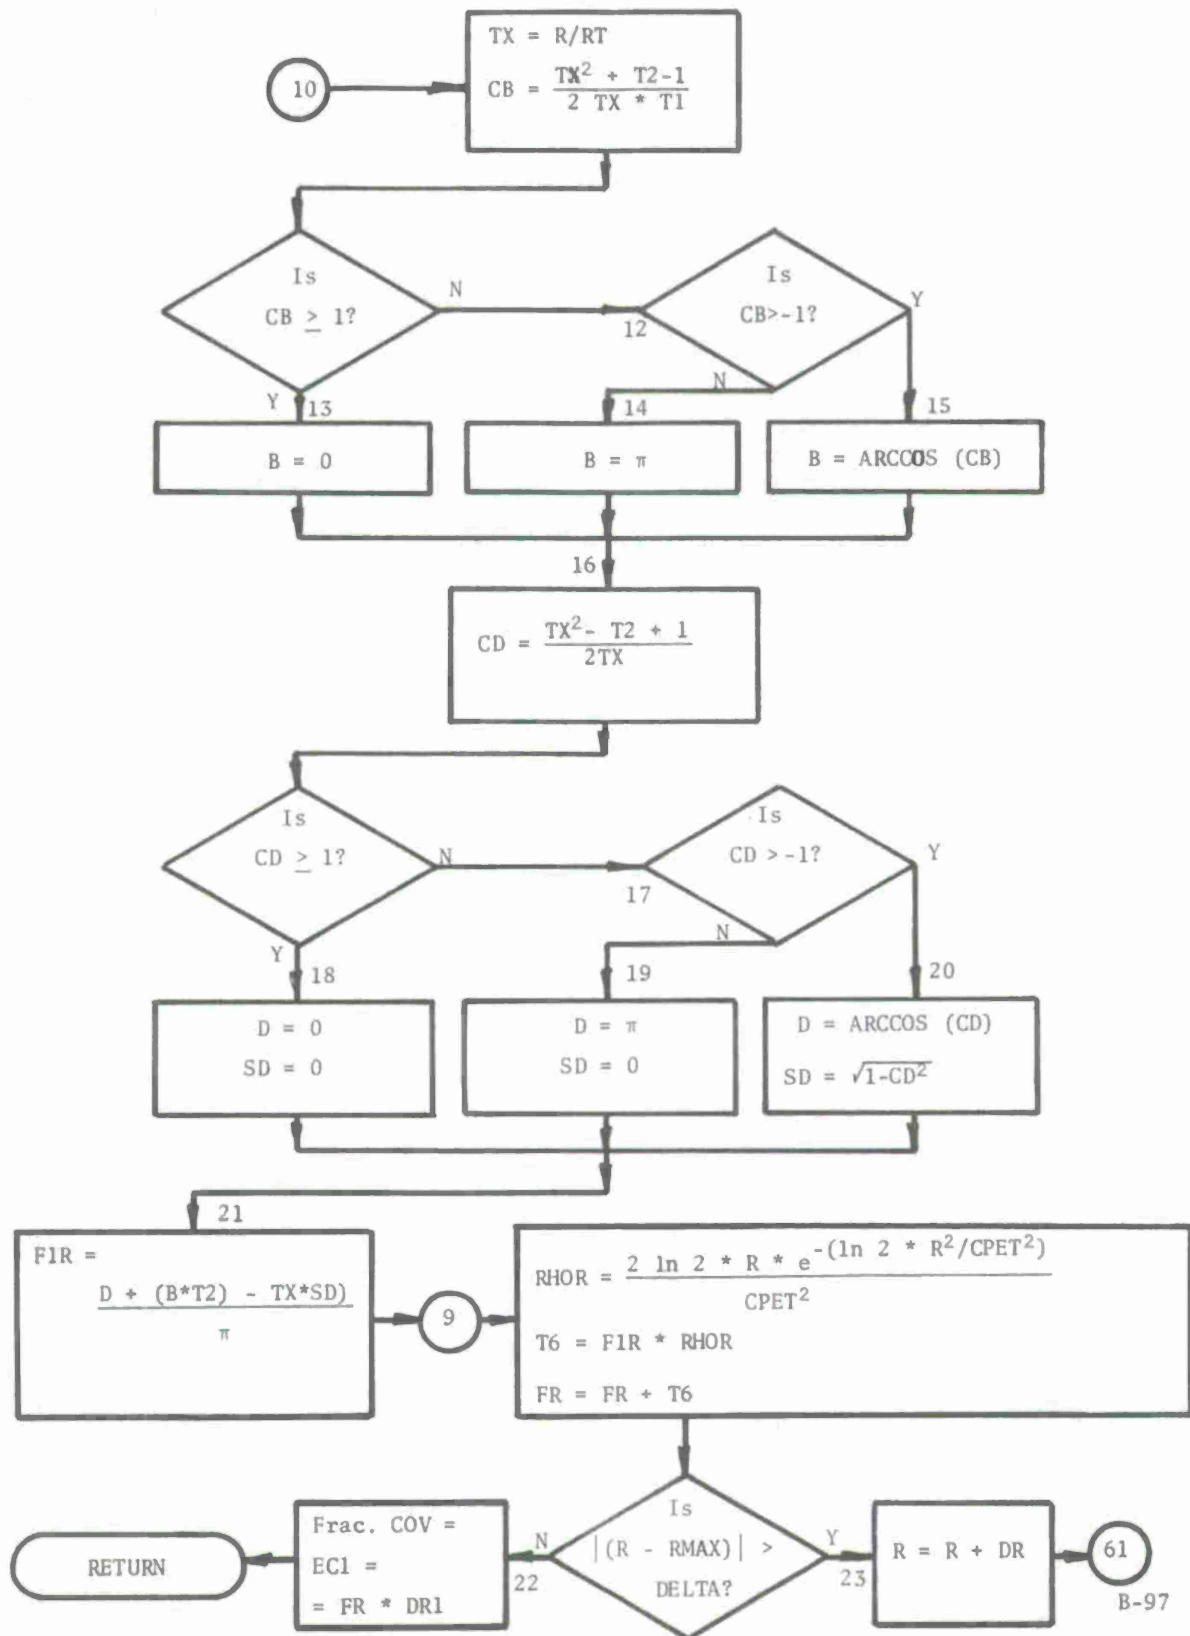 TX = R/RT
10
CB = TX² + T2-1
2 TX * T1
Is
CB ≥ 1?
N
12
Is
CB>-1?
Y
N
Y
13
14
15
B = 0
B = π
B = ARCCOS (CB)
16
CD = TX² - T2 + 1
2TX
Is
CD ≥ 1?
N
17
Is
CD > -1?
Y
N
Y
18
19
20
D = 0
SD = 0
D = π
SD = 0
D = ARCCOS (CD)
SD = √1-CD²
21
F1R =
D + (B*T2) - TX*SD)
π
9
RHOR = 2 ln 2 * R * e-(ln 2 * R²/CPET²)
CPET²
T6 = F1R * RHOR
FR = FR + T6
Is
|(R - RMAX)| >
DELTA?
N
22
Y
23
Frac. COV =
EC1 =
= FR * DR1
RETURN
R = R + DR
61
B-97